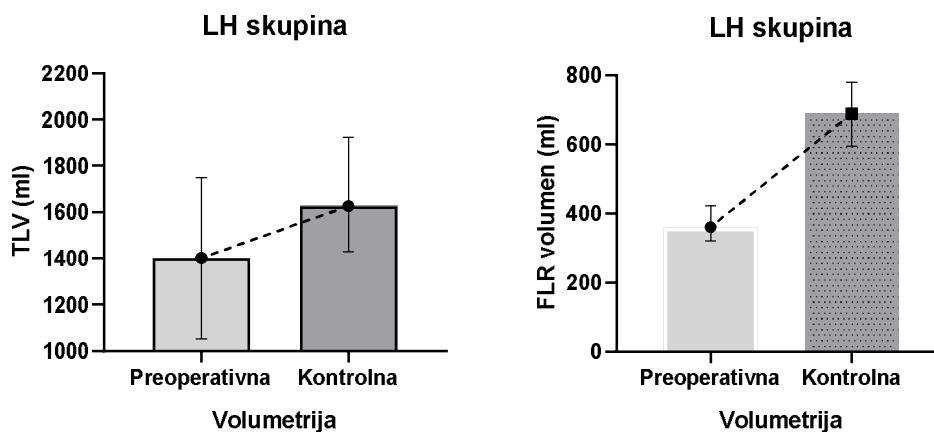 LH skupina
TLV (ml)
2200
2000
1800
1600
1400
1200
1000
Preoperativna
Kontrolna
Volumetrija
LH skupina
FLR volumen (ml)
800
600
400
200
0
Preoperativna
Kontrolna
Volumetrija